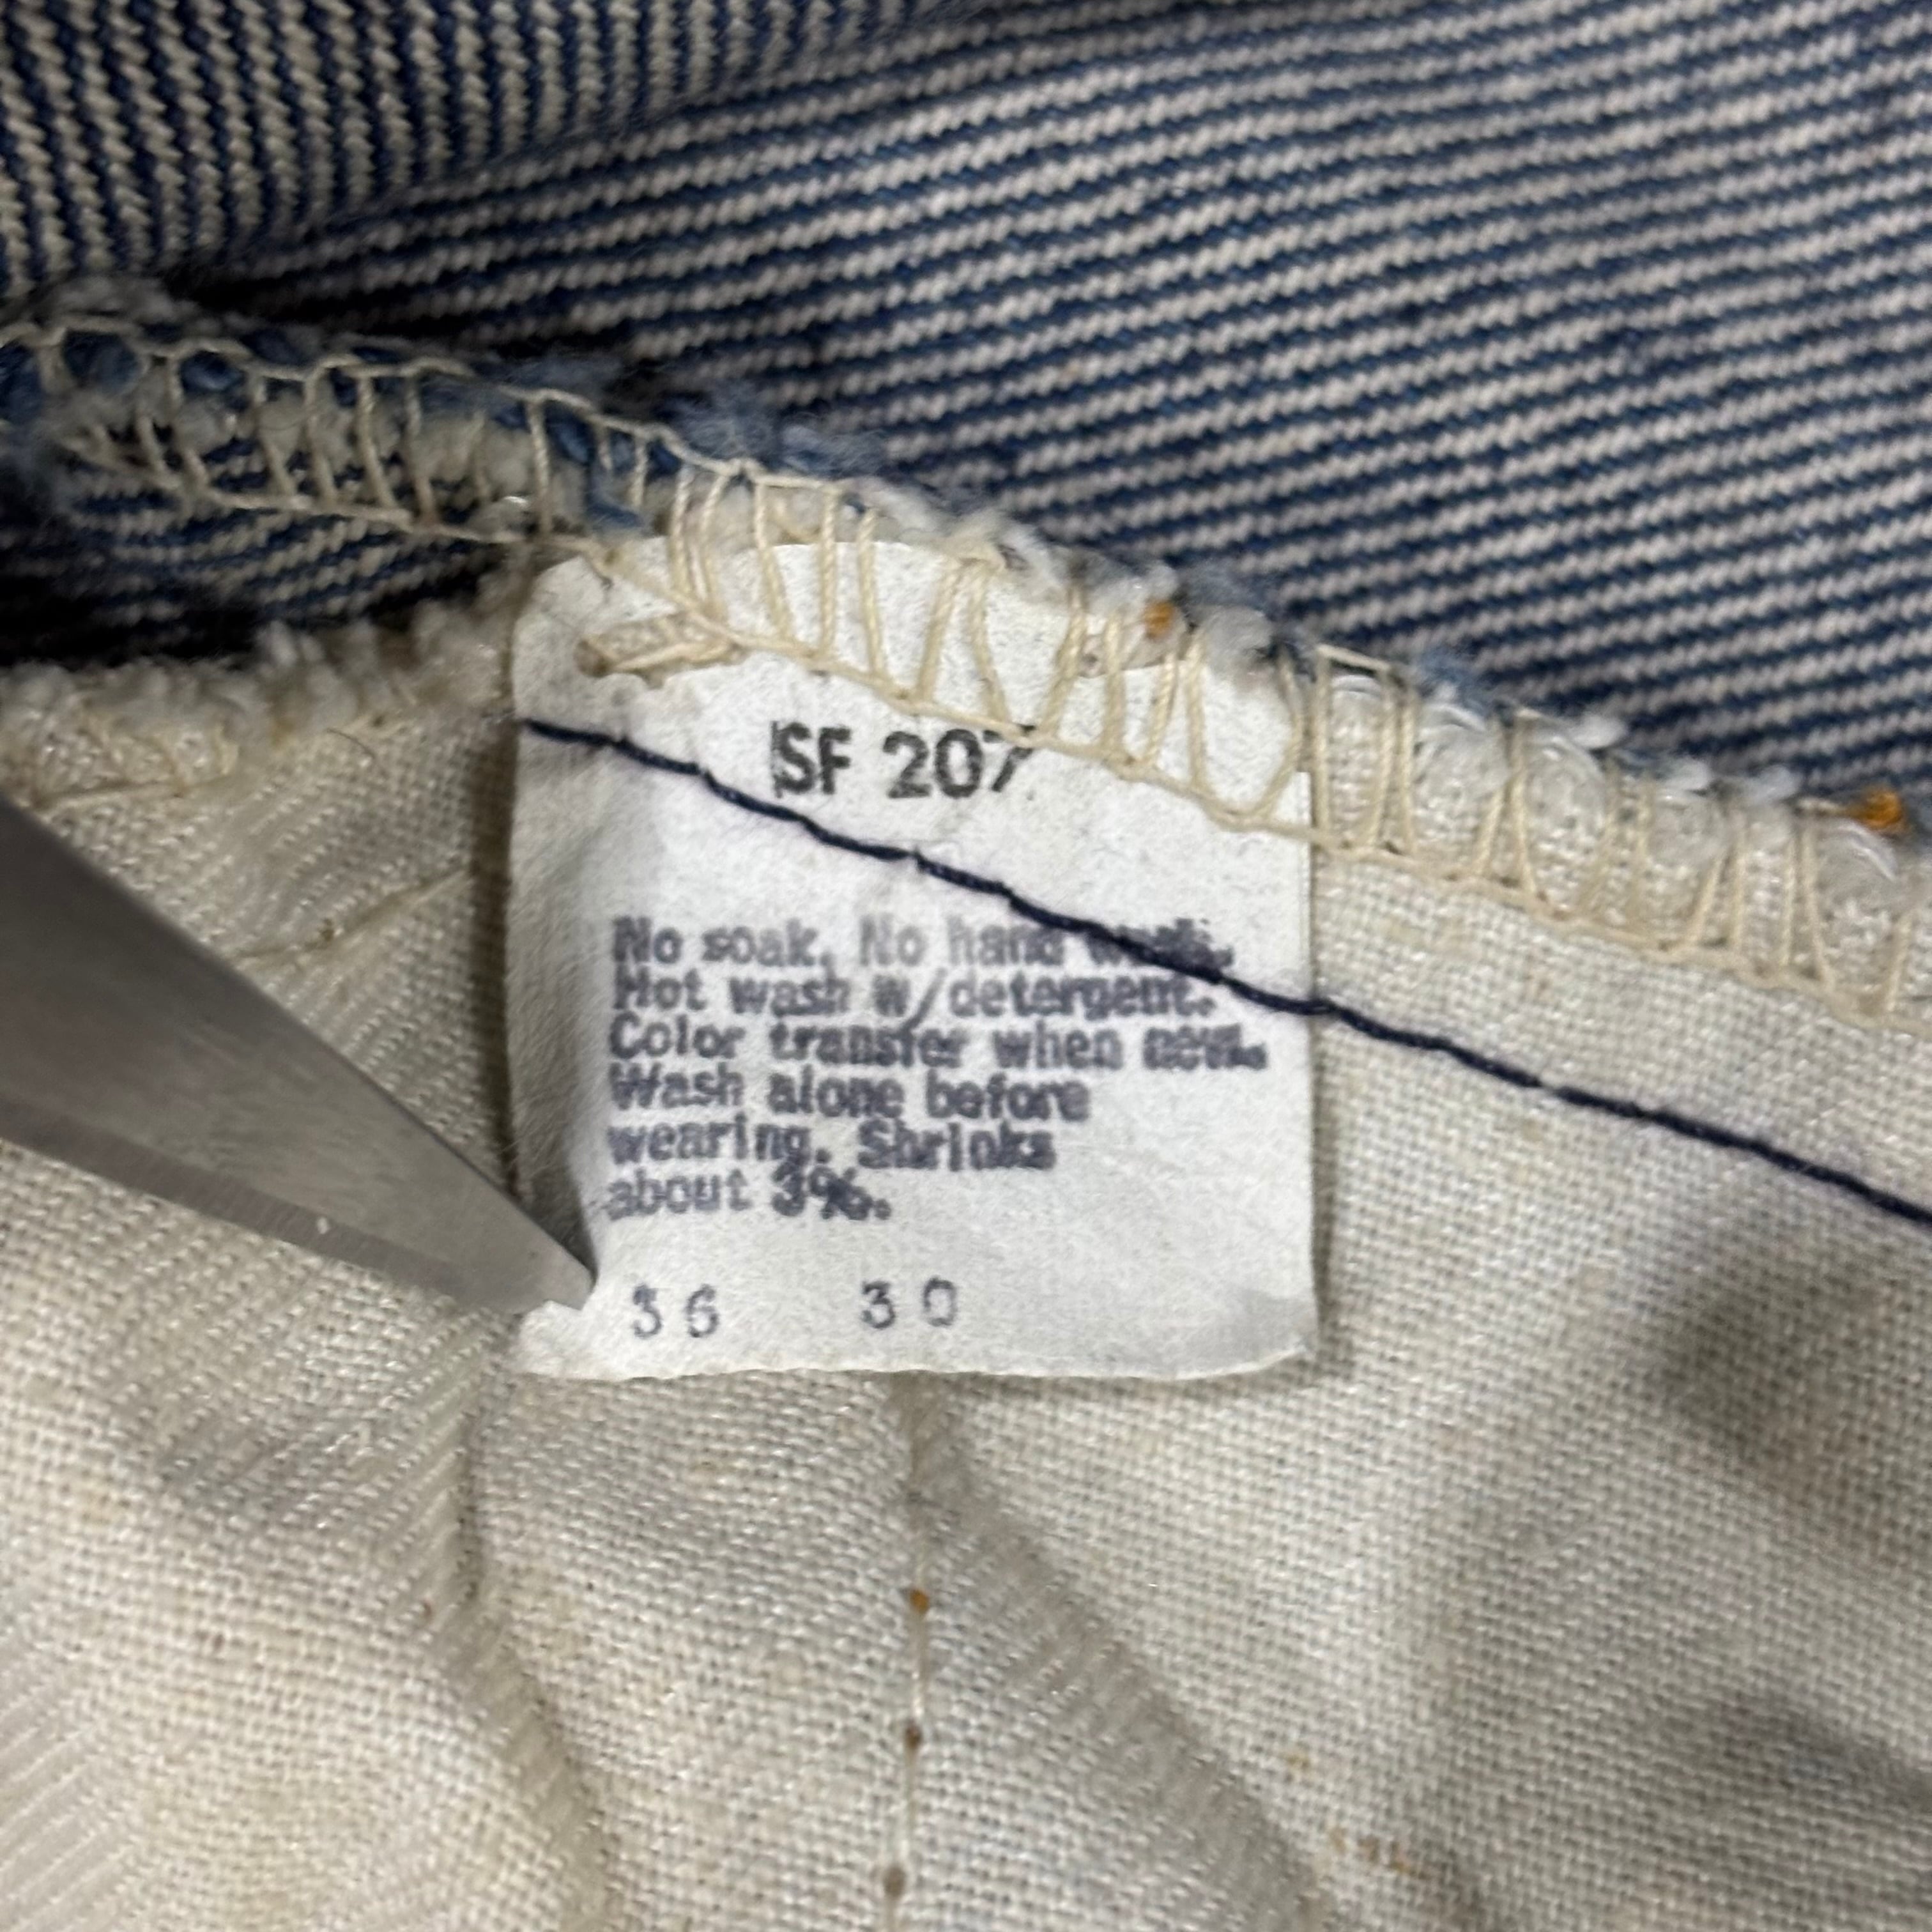 SF 207
No soak. No hand wash.
Hot wash w/detergent.
Color transfer when new.
Wash alone before
wearing. Shrinks
about 3%.
36 30